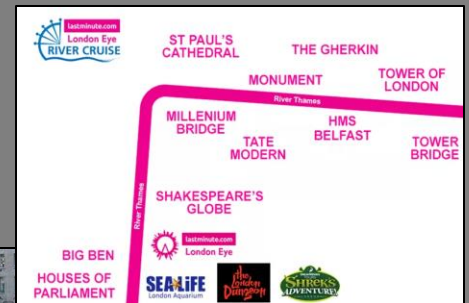 lastminute.com
London Eye
RIVER CRUISE
ST PAUL'S
CATHEDRAL
THE GHERKIN
MONUMENT
TOWER OF
LONDON
River Thames
MILLENIUM
BRIDGE
TATE
MODERN
HMS
BELFAST
TOWER
BRIDGE
River Thames
SHAKESPEARE'S
GLOBE
lastminute.com
London Eye
BIG BEN
HOUSES OF
PARLIAMENT
SEA LIFE
London Aquarium
the London Dungeon
SHREK'S
ADVENTURE!